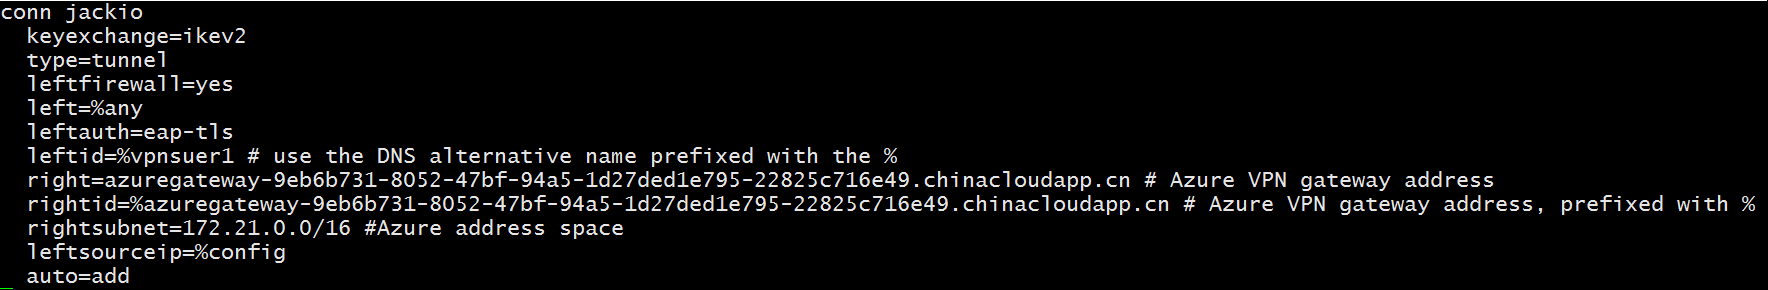 conn jackio
keyexchange=ikev2
type=tunnel
leftfirewall=yes
left=%any
leftauth=eap-tls
leftid=%vpnsuer1 # use the DNS alternative name prefixed with the %
right=azuregateway-9eb6b731-8052-47bf-94a5-1d27ded1e795-22825c716e49.chinacloudapp.cn # Azure VPN gateway address
rightid=%azuregateway-9eb6b731-8052-47bf-94a5-1d27ded1e795-22825c716e49.chinacloudapp.cn # Azure VPN gateway address, prefixed with %
rightsubnet=172.21.0.0/16 #Azure address space
leftsourceip=%config
auto=add